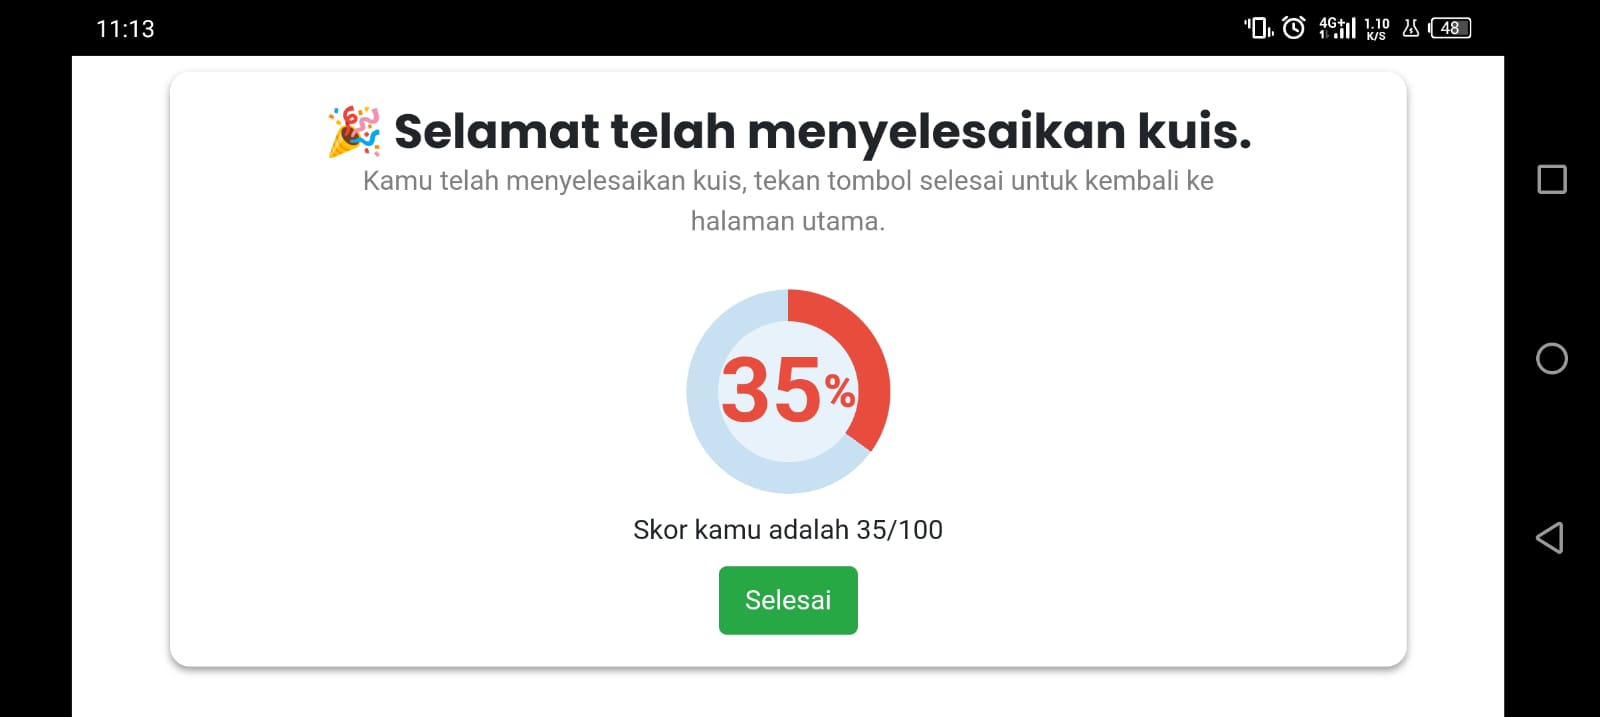 11:13
4G+ 1.10 K/S 48
Selamat telah menyelesaikan kuis.
Kamu telah menyelesaikan kuis, tekan tombol selesai untuk kembali ke
halaman utama.
35%
Skor kamu adalah 35/100
Selesai